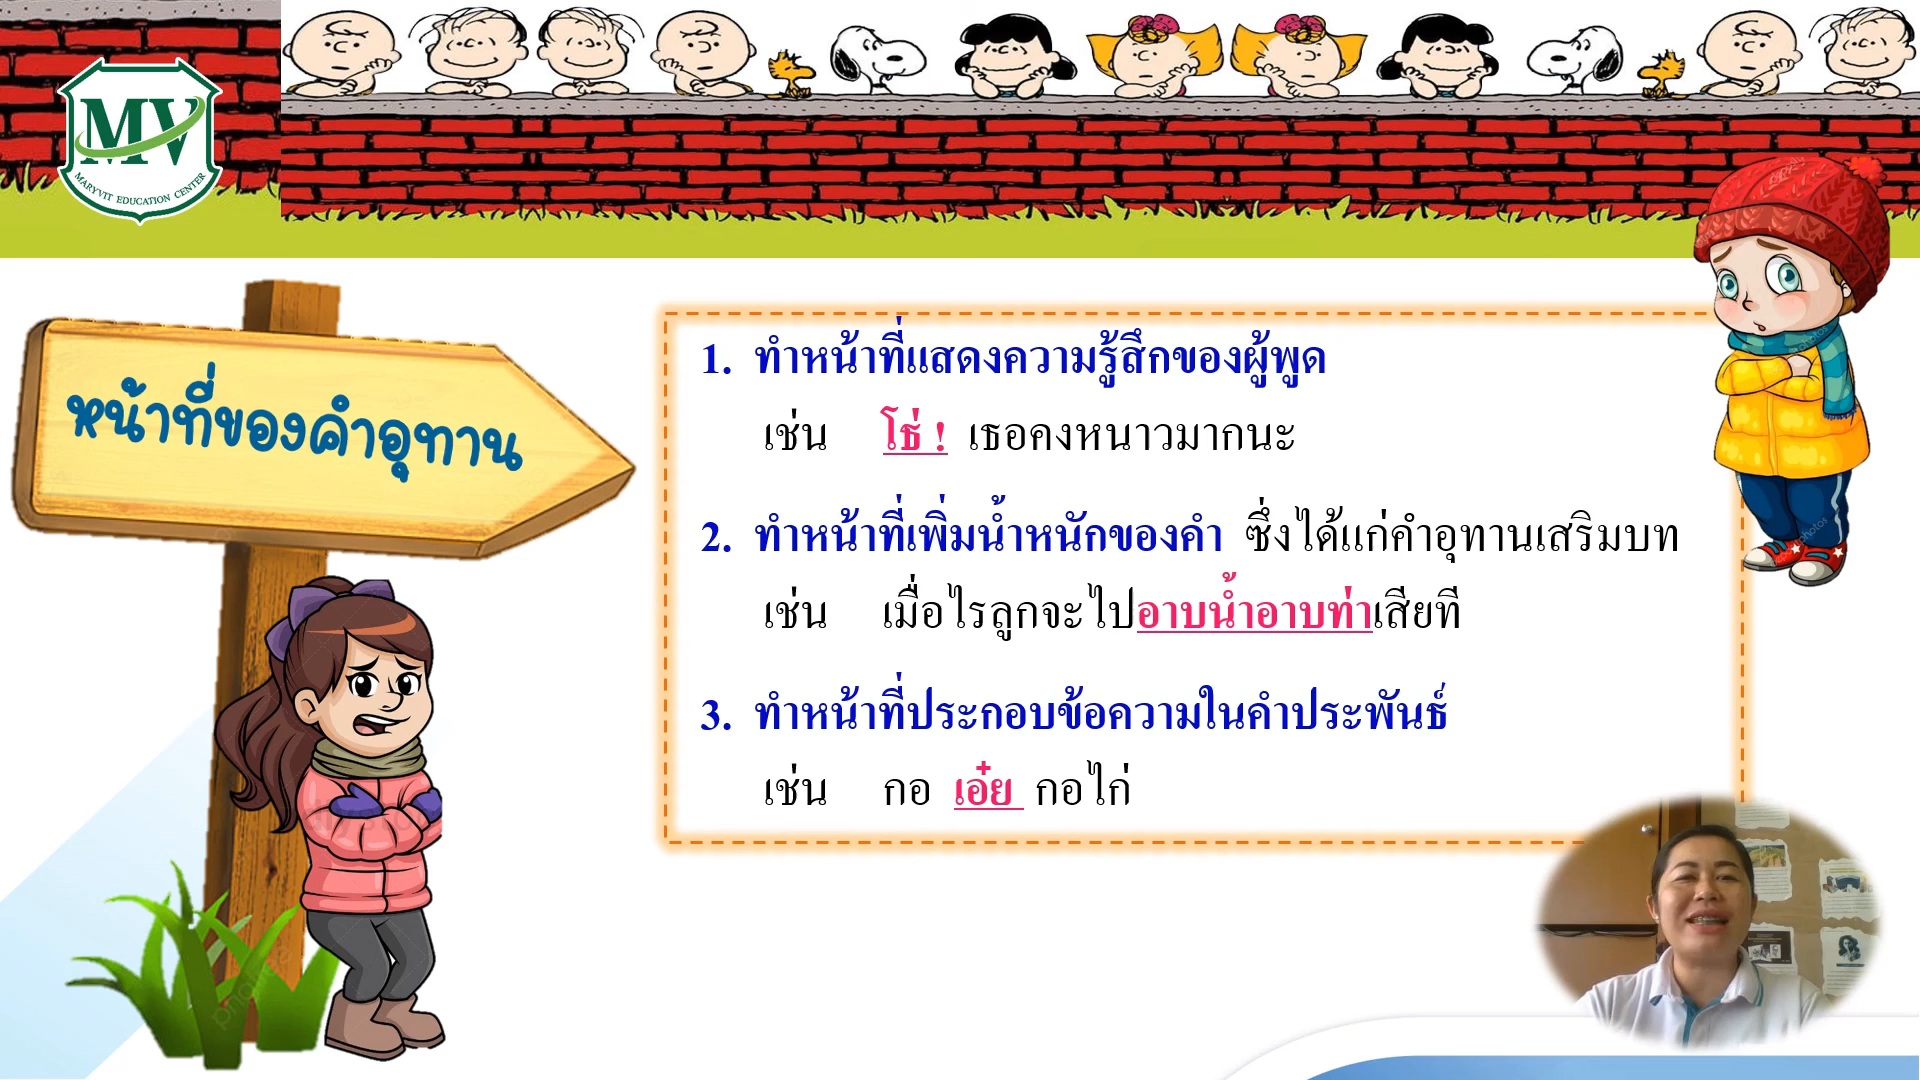 MV
MARYVIT EDUCATION CENTER
หน้าที่ของคำอุทาน
1. ทำหน้าที่แสดงความรู้สึกของผู้พูด
เช่น โธ่ ! เธอคงหนาวมากนะ
2. ทำหน้าที่เพิ่มน้ำหนักของคำ ซึ่งได้แก่คำอุทานเสริมบท
เช่น เมื่อไรลูกจะไปอาบน้ำอาบท่าเสียที
3. ทำหน้าที่ประกอบข้อความในคำประพันธ์
เช่น กอ เอ๋ย กอไก่